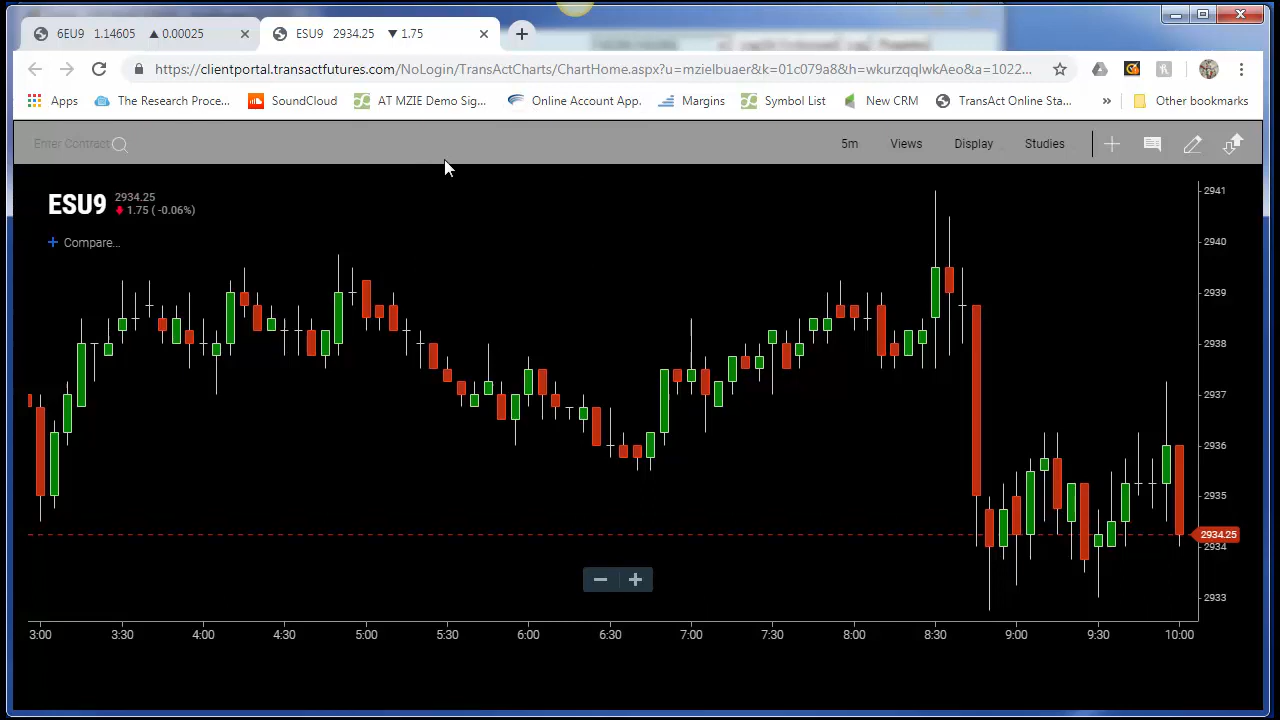 6EU9 1.14605 ▲ 0.00025
ESU9 2934.25 ▼ 1.75
https://clientportal.transactfutures.com/NoLogin/TransActCharts/ChartHome.aspx?u=mzielbuser&k=01c079a8&h=wkurzqqlwkAeo&a=1022...
Apps
The Research Proce...
SoundCloud
AT MZIE Demo Sig...
Online Account App.
Margins
Symbol List
New CRM
TransAct Online Sta...
»
Other bookmarks
Enter Contract
5m
Views
Display
Studies
ESU9
2934.25
1.75 ( -0.06%)
+ Compare...
2941
2940
2939
2938
2937
2936
2935
2934.25
2934
2933
3:00 3:30 4:00 4:30 5:00 5:30 6:00 6:30 7:00 7:30 8:00 8:30 9:00 9:30 10:00